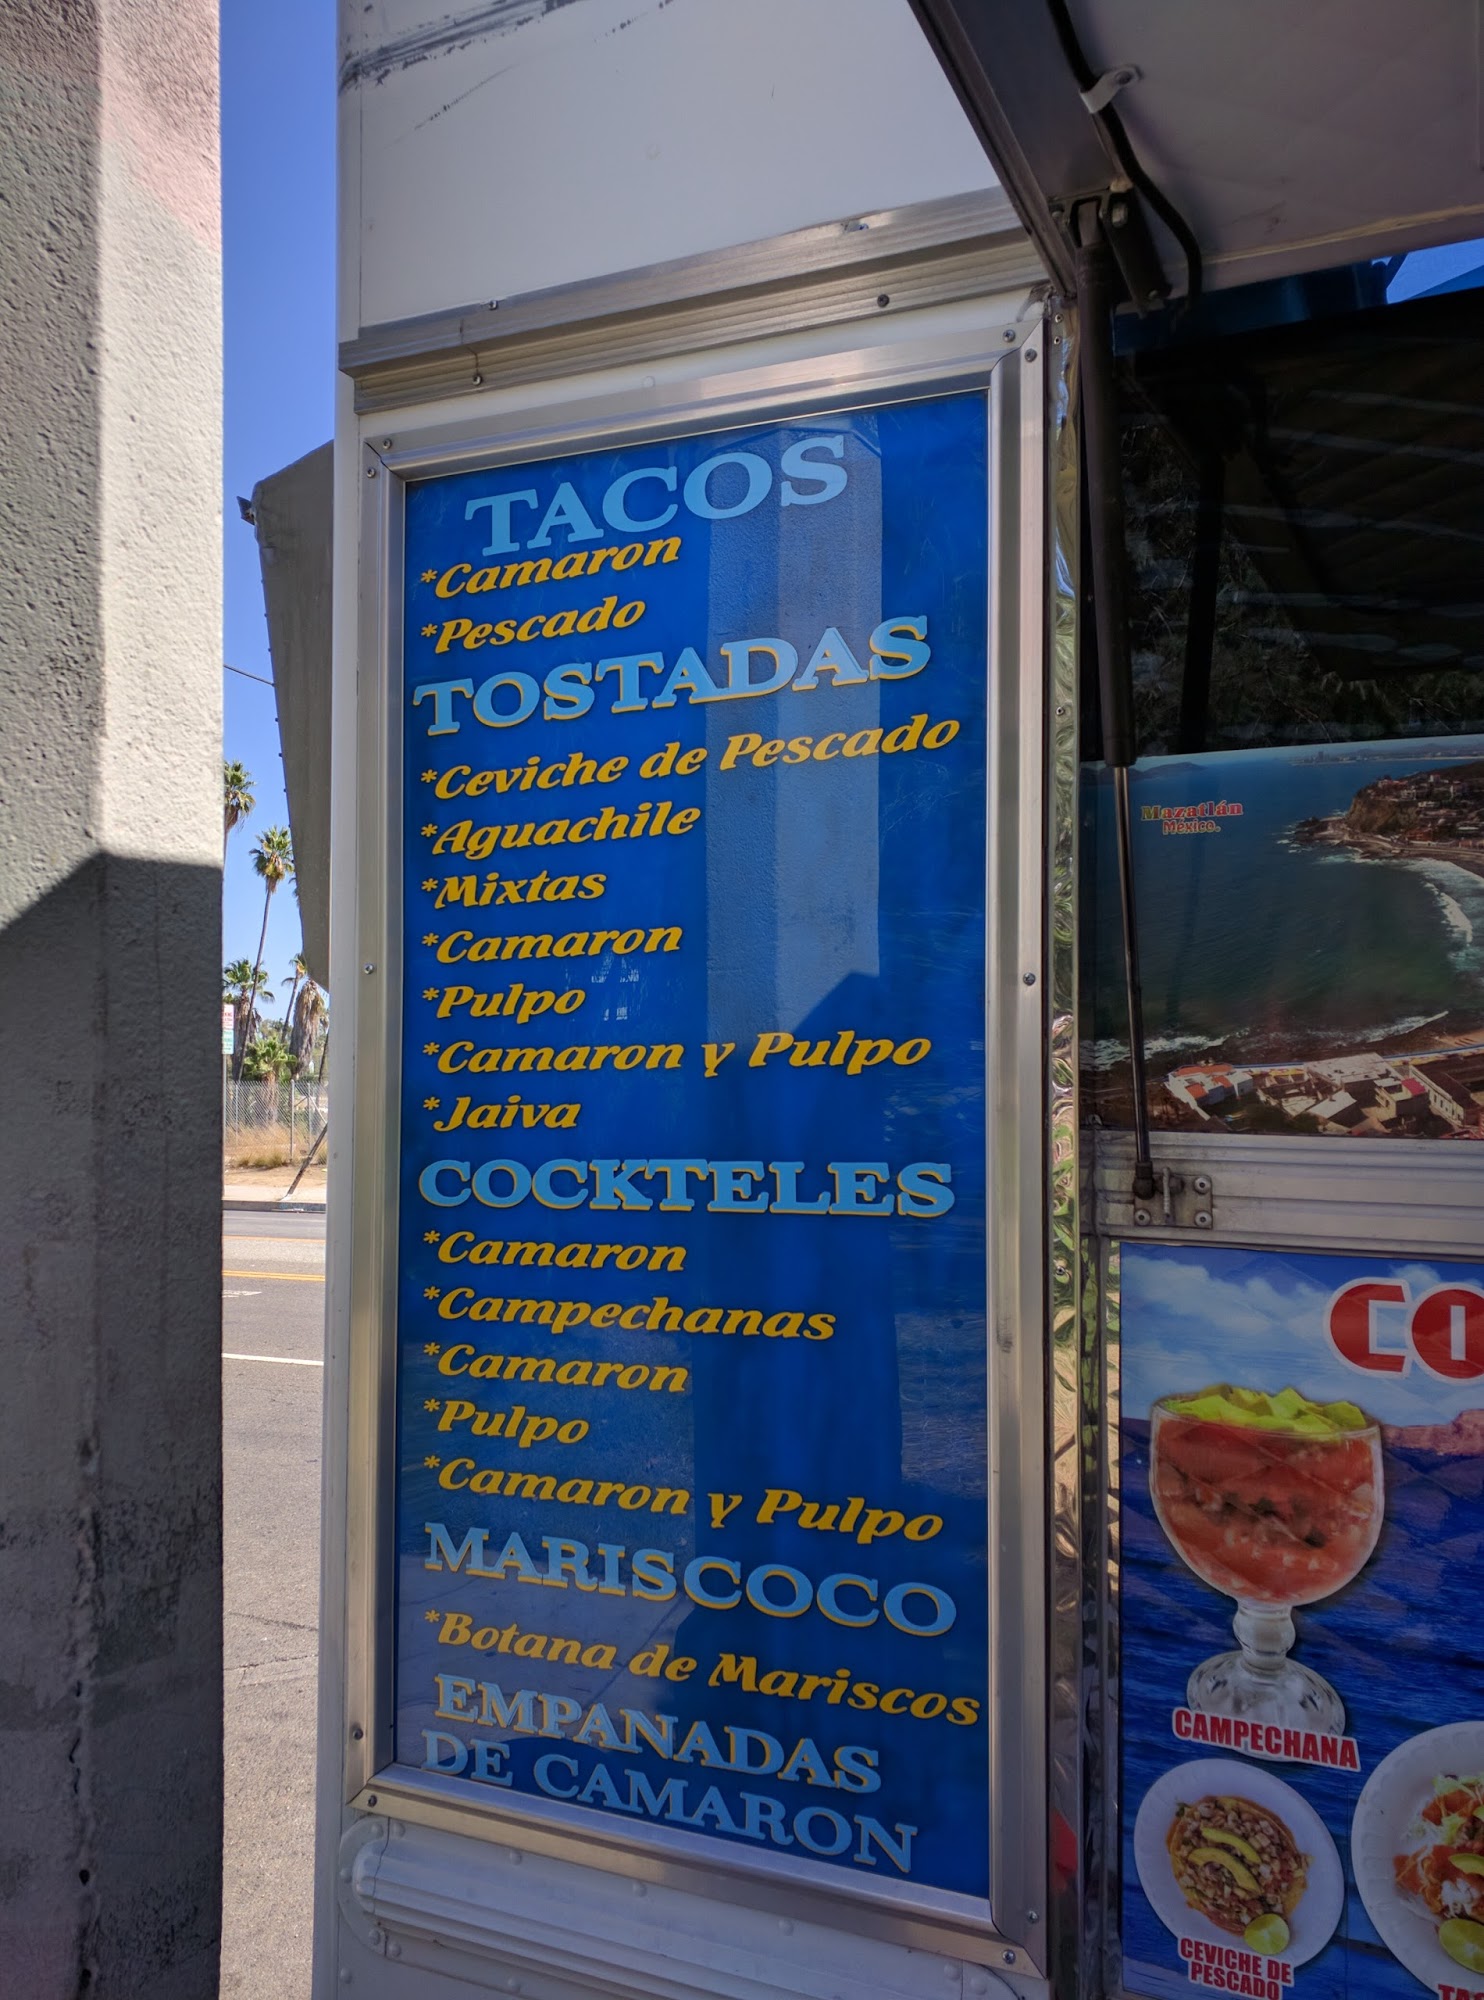 TACOS
*Camaron
*Pescado
TOSTADAS
*Ceviche de Pescado
*Aguachile
*Mixtas
*Camaron
*Pulpo
*Camaron y Pulpo
*Jaiva
COCKTELES
*Camaron
*Campechanas
*Camaron
*Pulpo
*Camaron y Pulpo
MARISCOCO
*Botana de Mariscos
EMPANADAS
DE CAMARON
Mazatlán
México.
CO
CAMPECHANA
CEVICHE DE
PESCADO